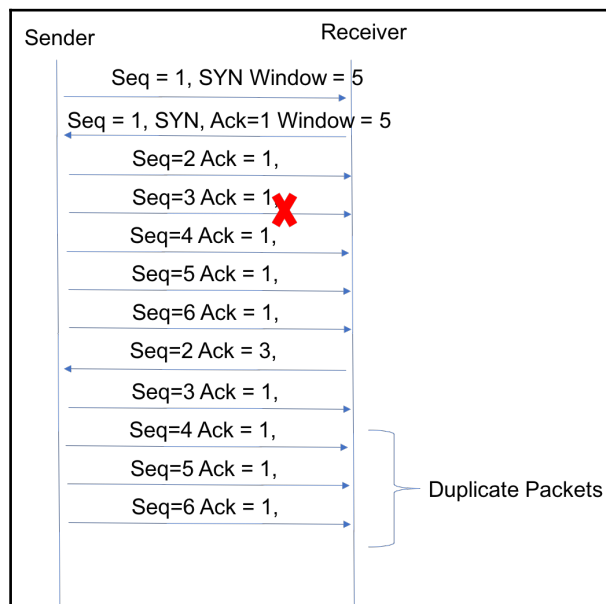 Sender
Receiver
Seq = 1, SYN Window = 5
Seq = 1, SYN, Ack=1 Window = 5
Seq=2 Ack = 1,
Seq=3 Ack = 1,
Seq=4 Ack = 1,
Seq=5 Ack = 1,
Seq=6 Ack = 1,
Seq=2 Ack = 3,
Seq=3 Ack = 1,
Seq=4 Ack = 1,
Seq=5 Ack = 1,
Duplicate Packets
Seq=6 Ack = 1,